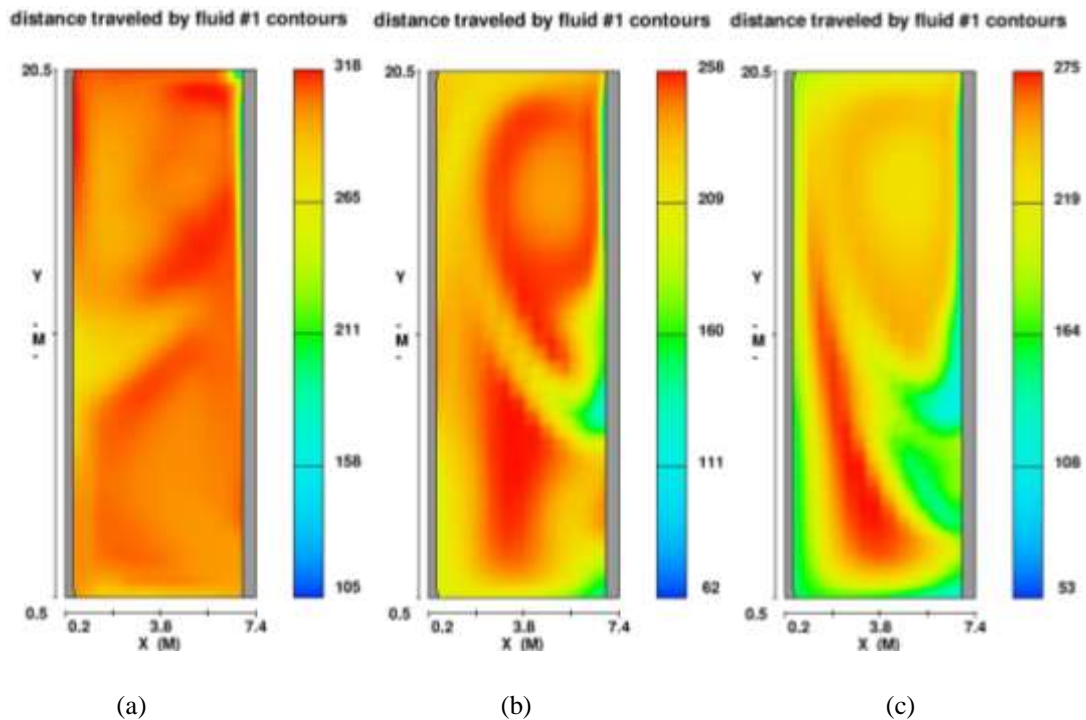 distance traveled by fluid #1 contours
20.5
Y
- M -
0.5
0.2 3.6 7.4
X (M)
318
265
211
158
105
(a)
distance traveled by fluid #1 contours
20.5
Y
- M -
0.5
0.2 3.6 7.4
X (M)
258
209
160
111
62
(b)
distance traveled by fluid #1 contours
20.5
Y
- M -
0.5
0.2 3.6 7.4
X (M)
275
219
164
108
53
(c)